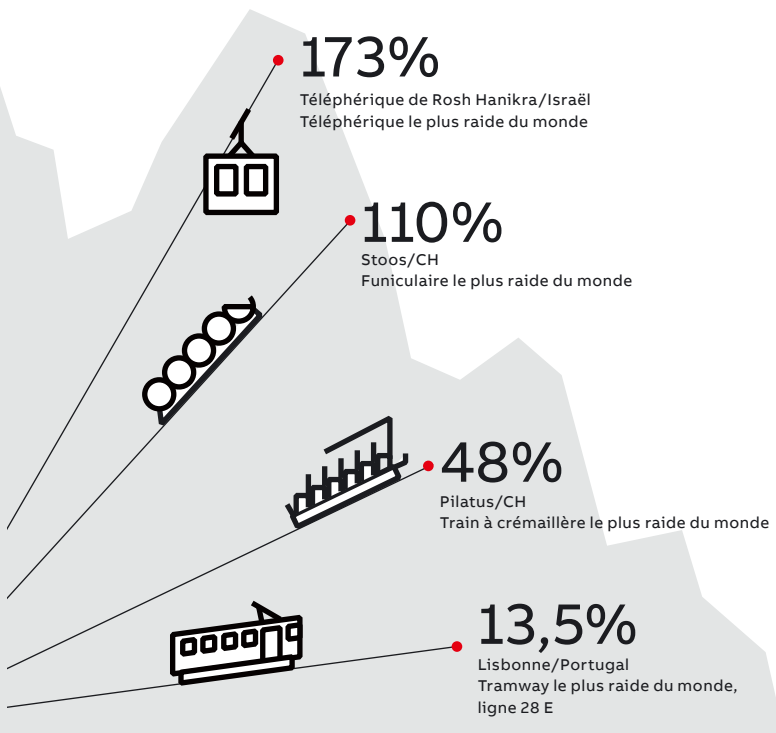 173%
Téléphérique de Rosh Hanikra/Israël
Téléphérique le plus raide du monde
110%
Stoos/CH
Funiculaire le plus raide du monde
48%
Pilatus/CH
Train à crémaillère le plus raide du monde
13,5%
Lisbonne/Portugal
Tramway le plus raide du monde,
ligne 28 E